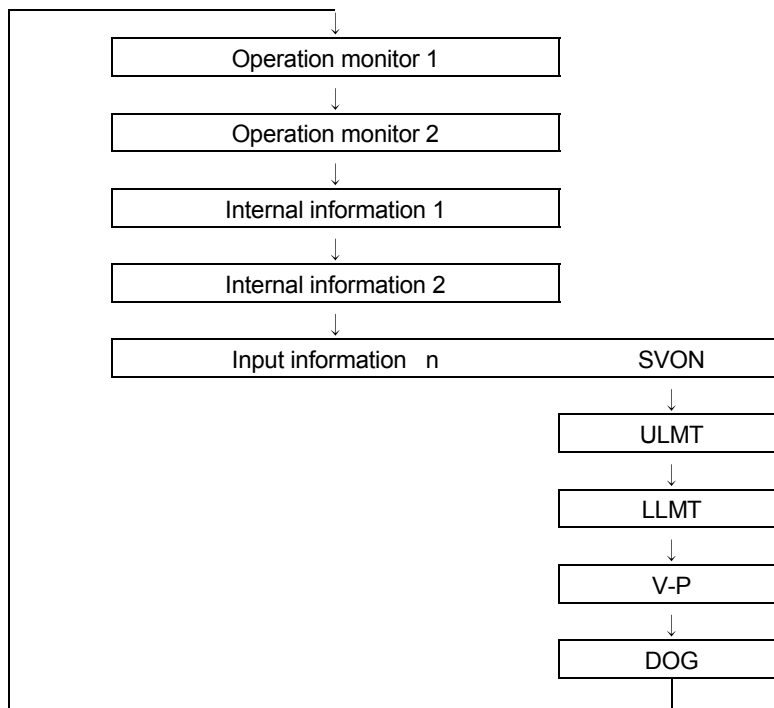 Operation monitor 1
Operation monitor 2
Internal information 1
Internal information 2
Input information n SVON
ULMT
LLMT
V-P
DOG